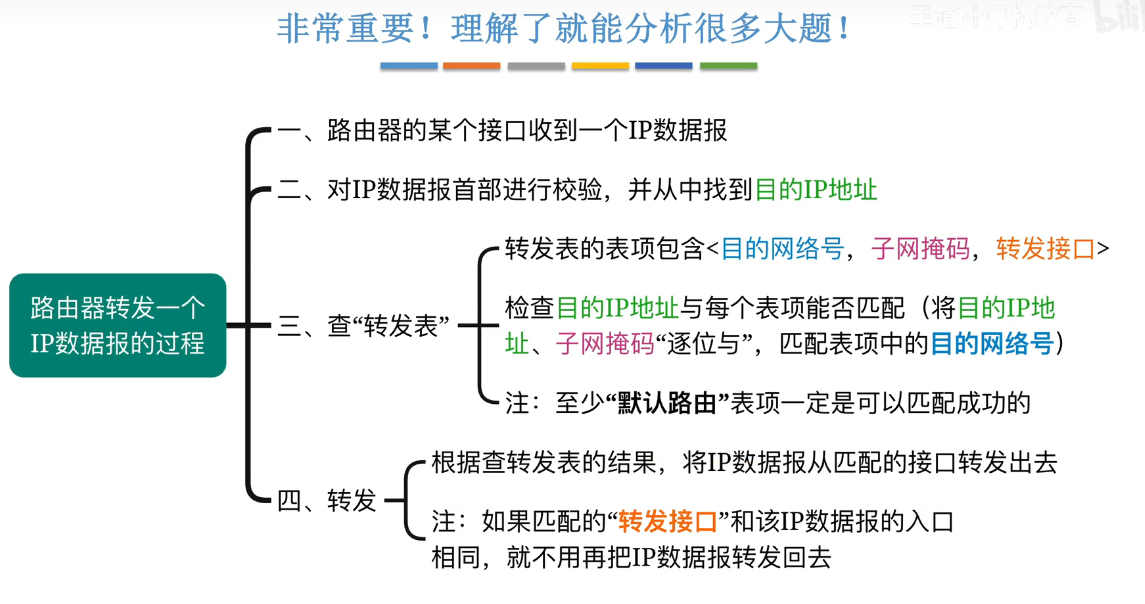 非常重要！理解了就能分析很多大题！
路由器转发一个
IP数据报的过程
一、路由器的某个接口收到一个IP数据报
二、对IP数据报首部进行校验，并从中找到目的IP地址
三、查“转发表”
转发表的表项包含<目的网络号，子网掩码，转发接口>
检查目的IP地址与每个表项能否匹配（将目的IP地
址、子网掩码“逐位与”，匹配表项中的目的网络号）
注：至少“默认路由”表项一定是可以匹配成功的
四、转发
根据查转发表的结果，将IP数据报从匹配的接口转发出去
注：如果匹配的“转发接口”和该IP数据报的入口
相同，就不用再把IP数据报转发回去